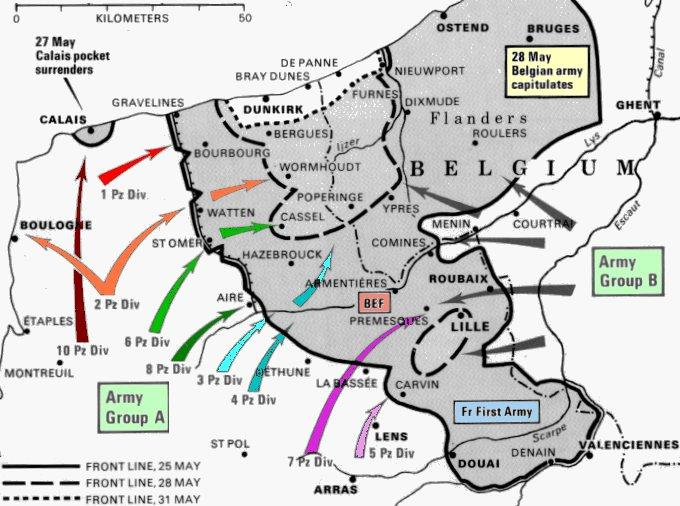 0
50
KILOMETERS
OSTEND
BRUGES
27 May
Calais pocket
surrenders
DE PANNE
BRAY DUNES
NIEUWPORT
28 May
Belgian army
capitulates
GRAVELINES
DUNKIRK
FURNES
DIXMUDE
GHENT
Canal
CALAIS
BERGUES
Flanders
ROULERS
BOURBOURG
Iizer
Lys
WORMHOUDT
BELGIUM
1 Pz Div.
POPERINGE
WATTEN
CASSEL
YPRES
Escaut
BOULOGNE
MENIN
COURTRAI
ST OMER
COMINES
HAZEBROUCK
Army
Group B
ARMENTIÈRES
ROUBAIX
2 Pz Div
AIRE
BEF
ÉTAPLES
6 Pz Div
PREMESQUES
LILLE
10 Pz Div
8 Pz Div
MONTREUIL
3 Pz Div
BÉTHUNE
4 Pz Div
LA BASSÉE
CARVIN
Army
Group A
Fr First Army
LENS
Scarpe
ST POL
7 Pz Div
5 Pz Div
VALENCIENNES
DENAIN
DOUAI
FRONT LINE, 25 MAY
FRONT LINE, 28 MAY
FRONT LINE, 31 MAY
ARRAS